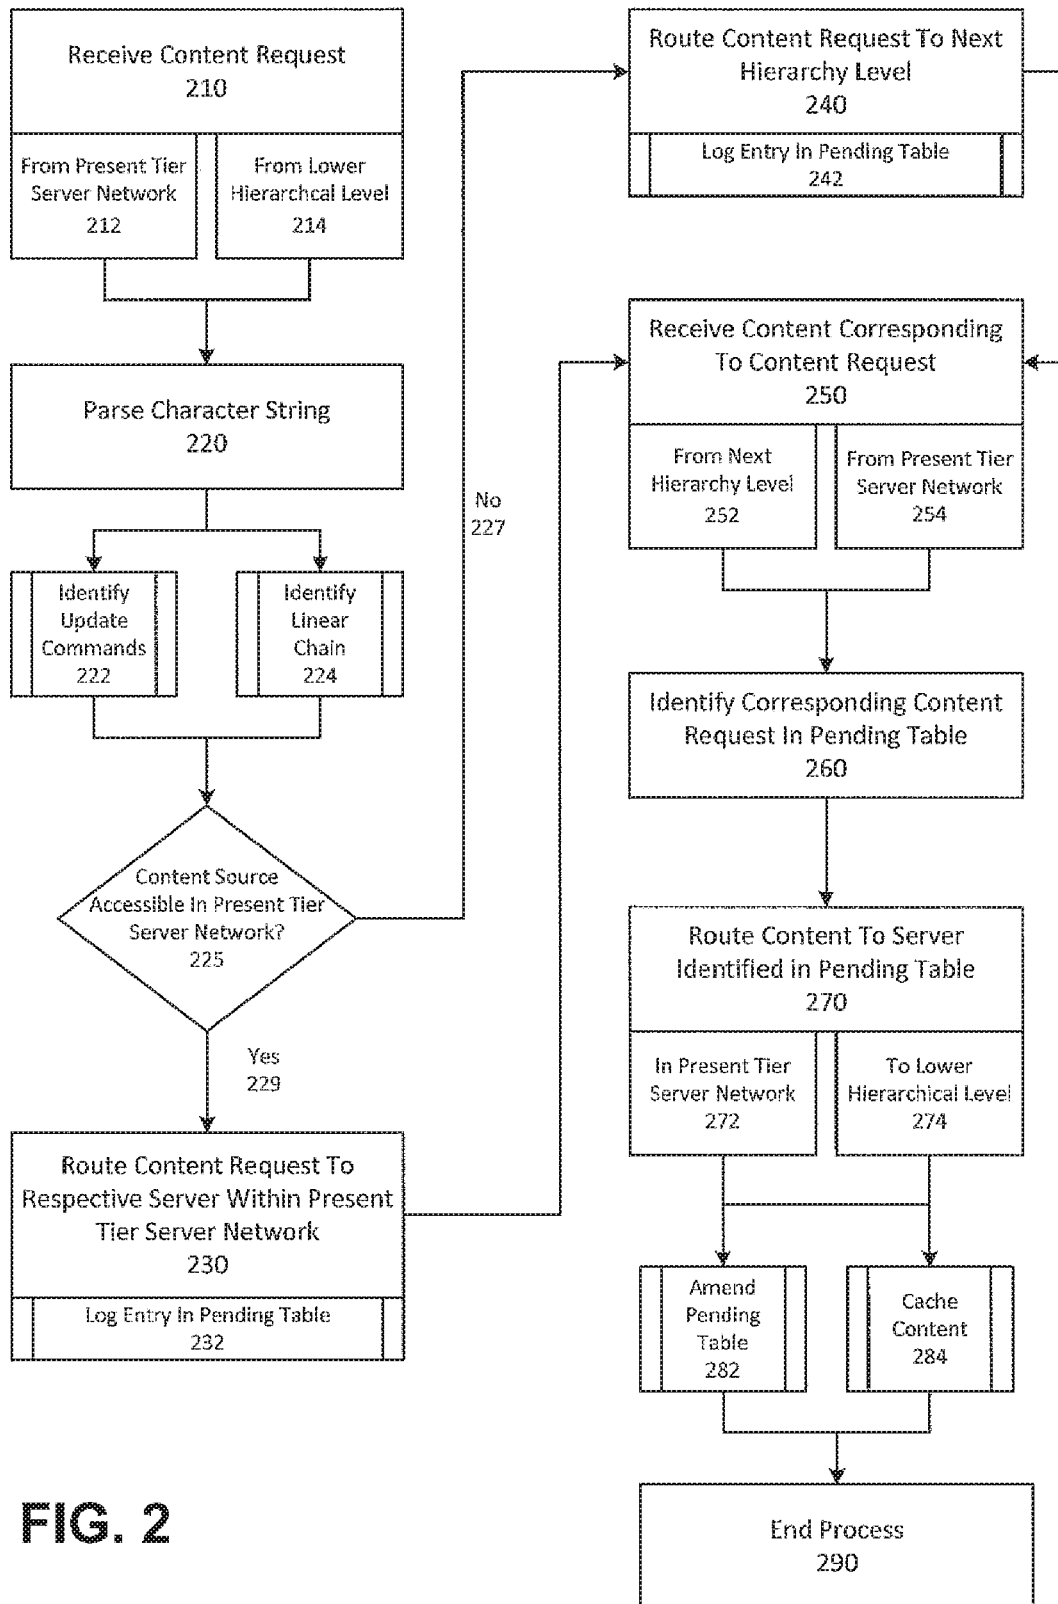 Receive Content Request
210
From Present Tier
Server Network
212
From Lower
Hierarchcal Level
214
Parse Character String
220
Identify
Update
Commands
222
Identify
Linear
Chain
224
Content Source
Accessible In Present Tier
Server Network?
225
No
227
Yes
229
Route Content Request To
Respective Server Within Present
Tier Server Network
230
Log Entry In Pending Table
232
Route Content Request To Next
Hierarchy Level
240
Log Entry In Pending Table
242
Receive Content Corresponding
To Content Request
250
From Next
Hierarchy Level
252
From Present Tier
Server Network
254
Identify Corresponding Content
Request In Pending Table
260
Route Content To Server
Identified in Pending Table
270
In Present Tier
Server Network
272
To Lower
Hierarchical Level
274
Amend
Pending
Table
282
Cache
Content
284
End Process
290
FIG. 2